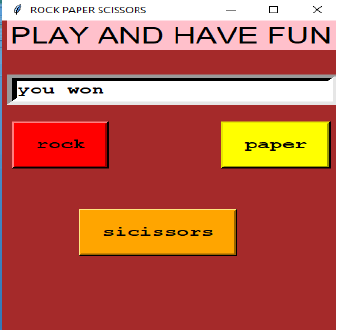 ROCK PAPER SCISSORS
PLAY AND HAVE FUN
you won
rock
paper
sicissors